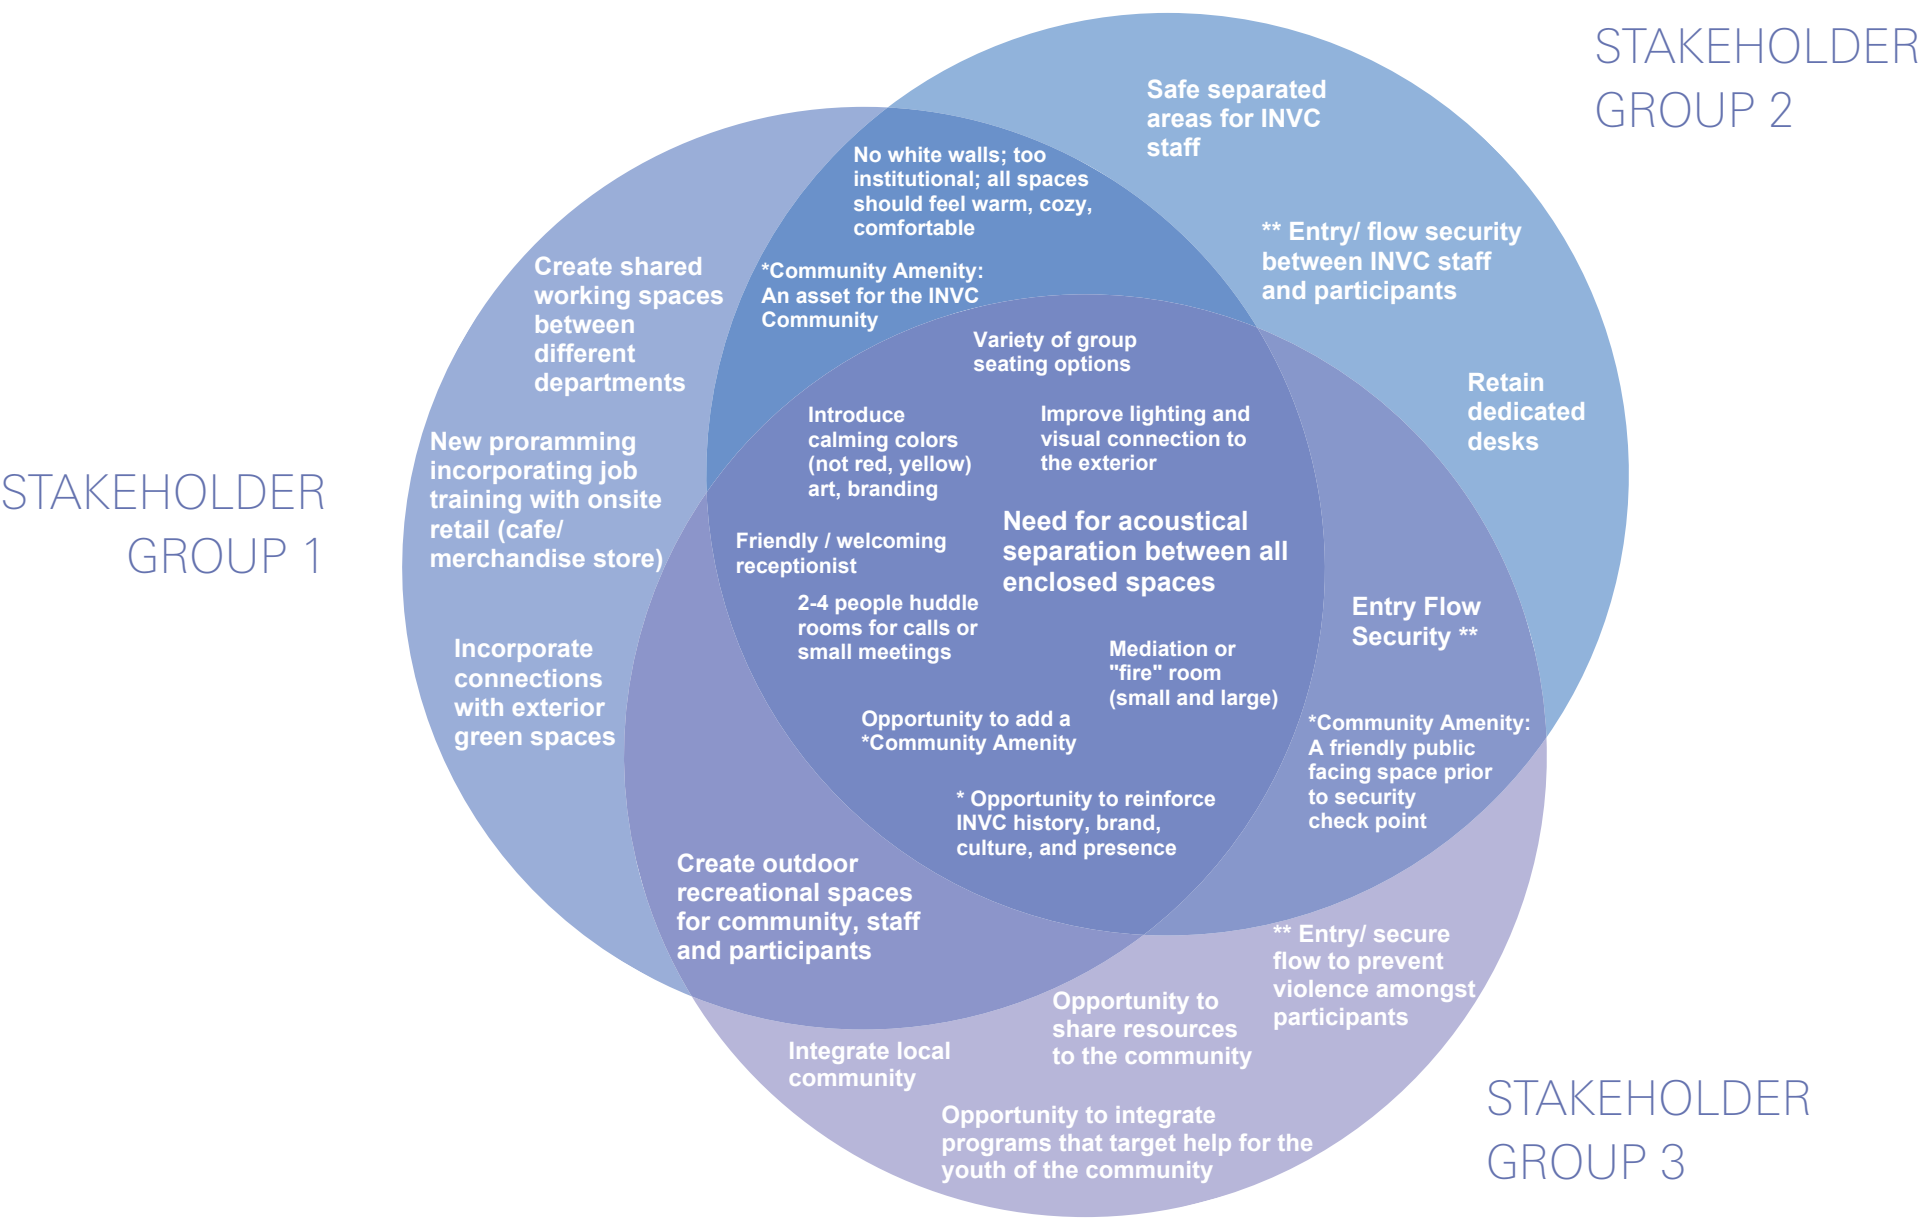 STAKEHOLDER
GROUP 2
Safe separated
areas for INVC
staff
No white walls; too
institutional; all spaces
should feel warm, cozy,
comfortable
** Entry/ flow security
between INVC staff
and participants
Create shared
working spaces
between
different
departments
*Community Amenity:
An asset for the INVC
Community
Variety of group
seating options
Retain
dedicated
desks
Introduce
calming colors
(not red, yellow)
art, branding
Improve lighting and
visual connection to
the exterior
STAKEHOLDER
GROUP 1
New proramming
incorporating job
training with onsite
retail (cafe/
merchandise store)
Friendly / welcoming
receptionist
Need for acoustical
separation between all
enclosed spaces
2-4 people huddle
rooms for calls or
small meetings
Entry Flow
Security **
Incorporate
connections
with exterior
green spaces
Mediation or
"fire" room
(small and large)
Opportunity to add a
*Community Amenity
*Community Amenity:
A friendly public
facing space prior
to security
check point
* Opportunity to reinforce
INVC history, brand,
culture, and presence
Create outdoor
recreational spaces
for community, staff
and participants
** Entry/ secure
flow to prevent
violence amongst
participants
Opportunity to
share resources
to the community
Integrate local
community
Opportunity to integrate
programs that target help for the
youth of the community
STAKEHOLDER
GROUP 3